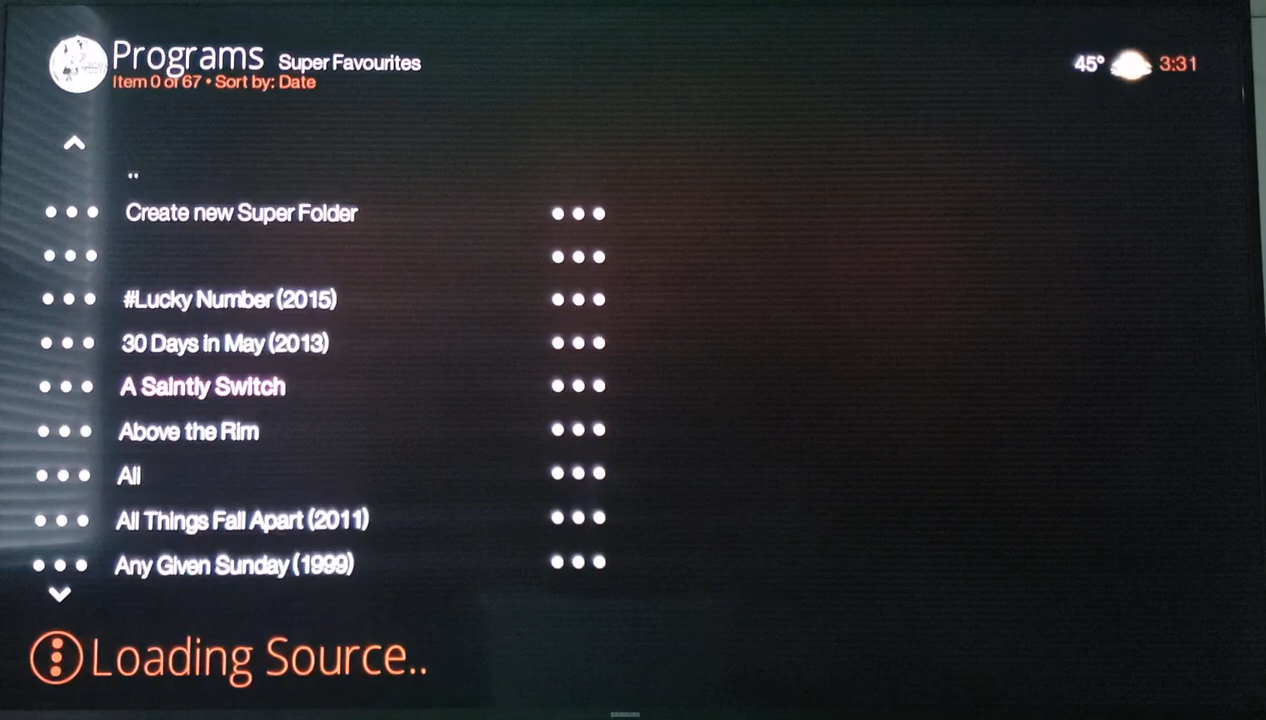 Programs Super Favourites
Item 0 of 67 • Sort by: Date
45° 3:31
..
Create new Super Folder
#Lucky Number (2015)
30 Days in May (2013)
A Saintly Switch
Above the Rim
Ali
All Things Fall Apart (2011)
Any Given Sunday (1999)
Loading Source..